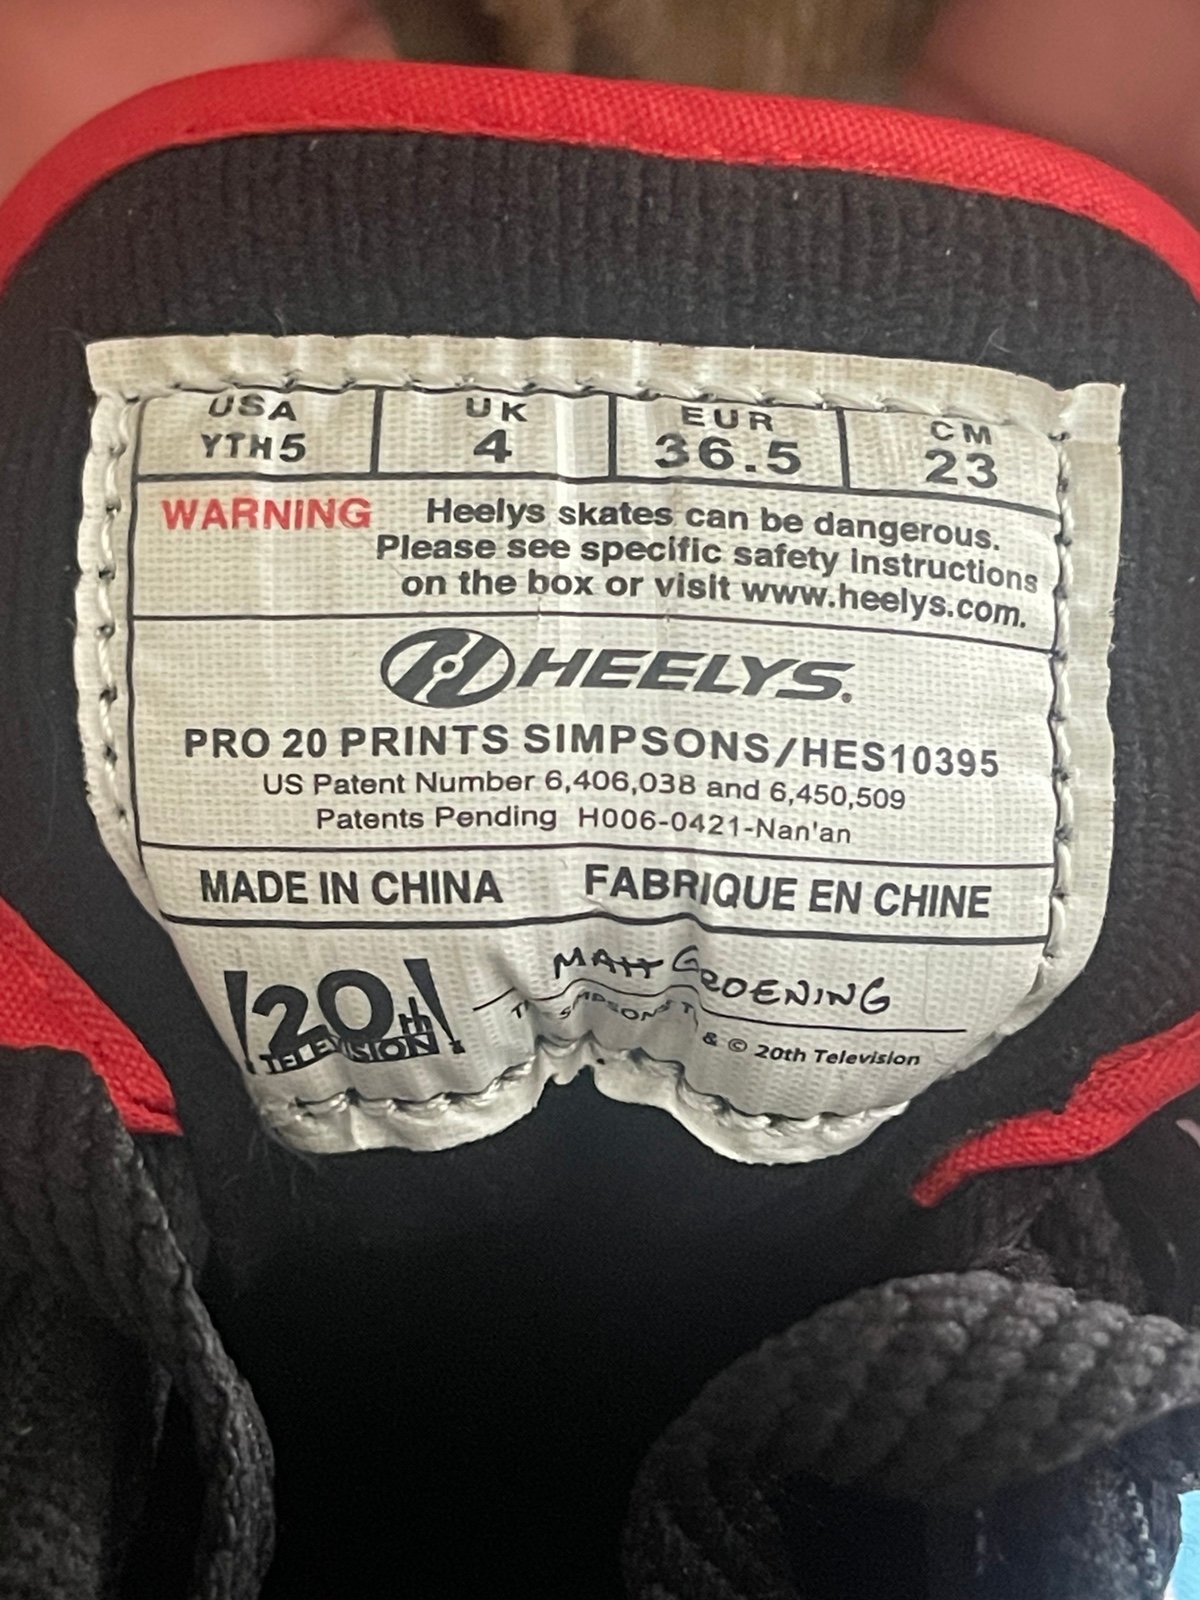 USA UK EUR CM
YTH5 4 36.5 23
WARNING Heelys skates can be dangerous.
Please see specific safety instructions
on the box or visit www.heelys.com.
HEELYS.
PRO 20 PRINTS SIMPSONS/HES10395
US Patent Number 6,406,038 and 6,450,509
Patents Pending H006-0421-Nan'an
MADE IN CHINA FABRIQUE EN CHINE
20th
TELEVISION
MATT GROENING
SIMPSONS T
& © 20th Television